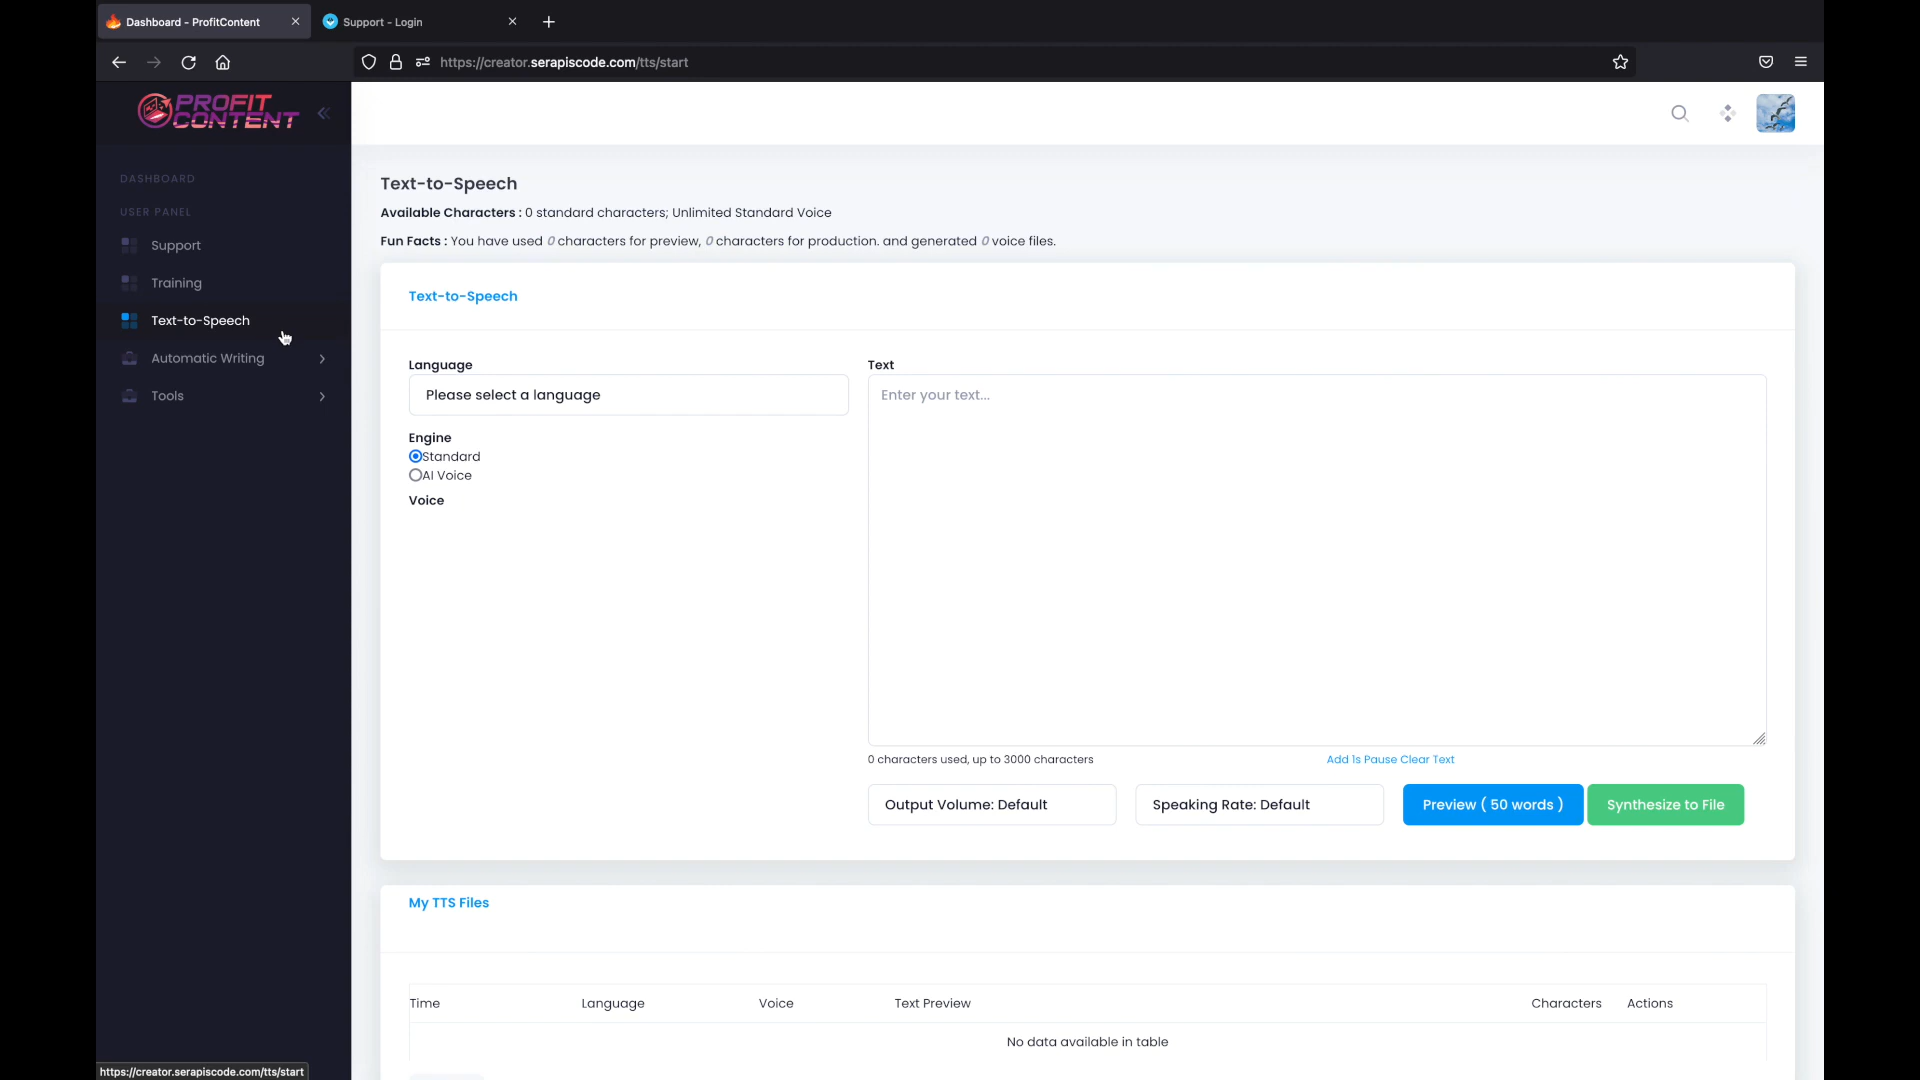 Dashboard - ProfitContent
Support - Login
https://creator.serapiscode.com/tts/start
PROFIT
CONTENT
DASHBOARD
USER PANEL
Support
Training
Text-to-Speech
Automatic Writing
Tools
Text-to-Speech
Available Characters : 0 standard characters; Unlimited Standard Voice
Fun Facts : You have used 0 characters for preview, 0 characters for production. and generated 0 voice files.
Text-to-Speech
Language
Please select a language
Engine
Standard
AI Voice
Voice
Text
Enter your text...
0 characters used, up to 3000 characters
Add 1s Pause Clear Text
Output Volume: Default
Speaking Rate: Default
Preview ( 50 words )
Synthesize to File
My TTS Files
Time Language Voice Text Preview Characters Actions
No data available in table
https://creator.serapiscode.com/tts/start